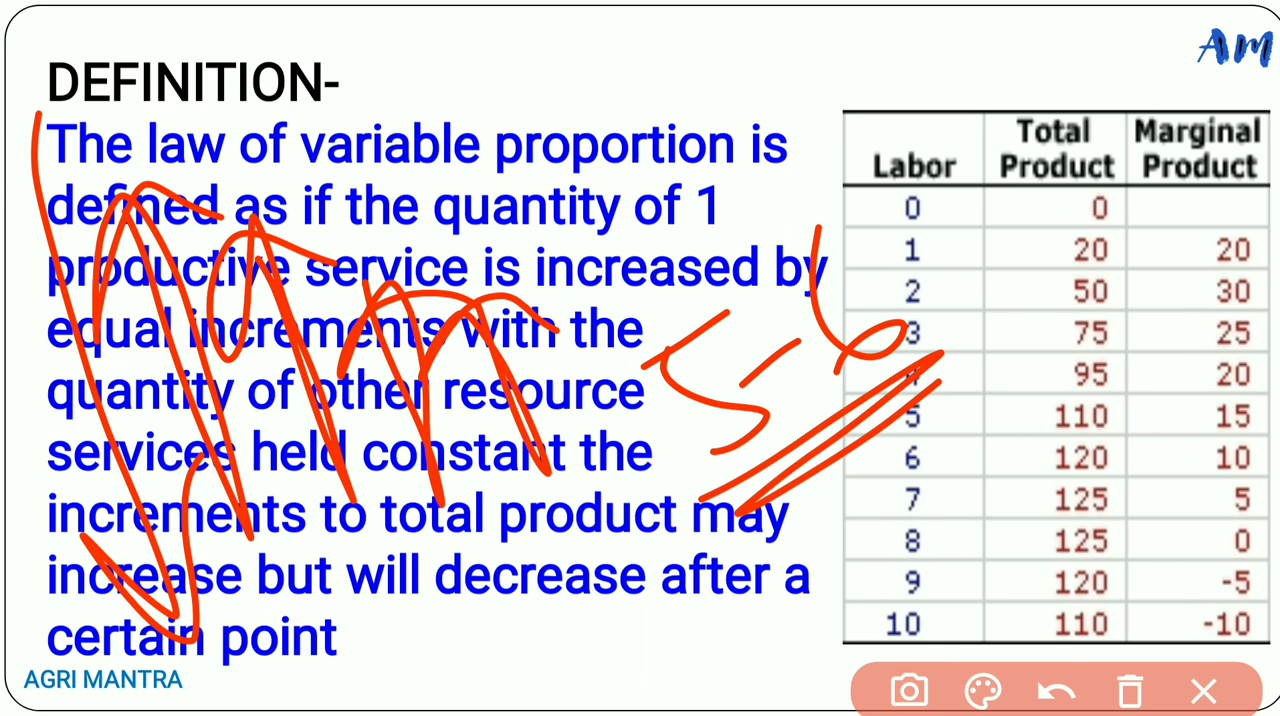 AM
DEFINITION-
The law of variable proportion is
defined as if the quantity of 1
productive service is increased by
equal increments with the
quantity of other resource
services held constant the
increments to total product may
increase but will decrease after a
certain point
AGRI MANTRA
Labor Total Product Marginal Product
0 0
1 20 20
2 50 30
3 75 25
4 95 20
5 110 15
6 120 10
7 125 5
8 125 0
9 120 -5
10 110 -10